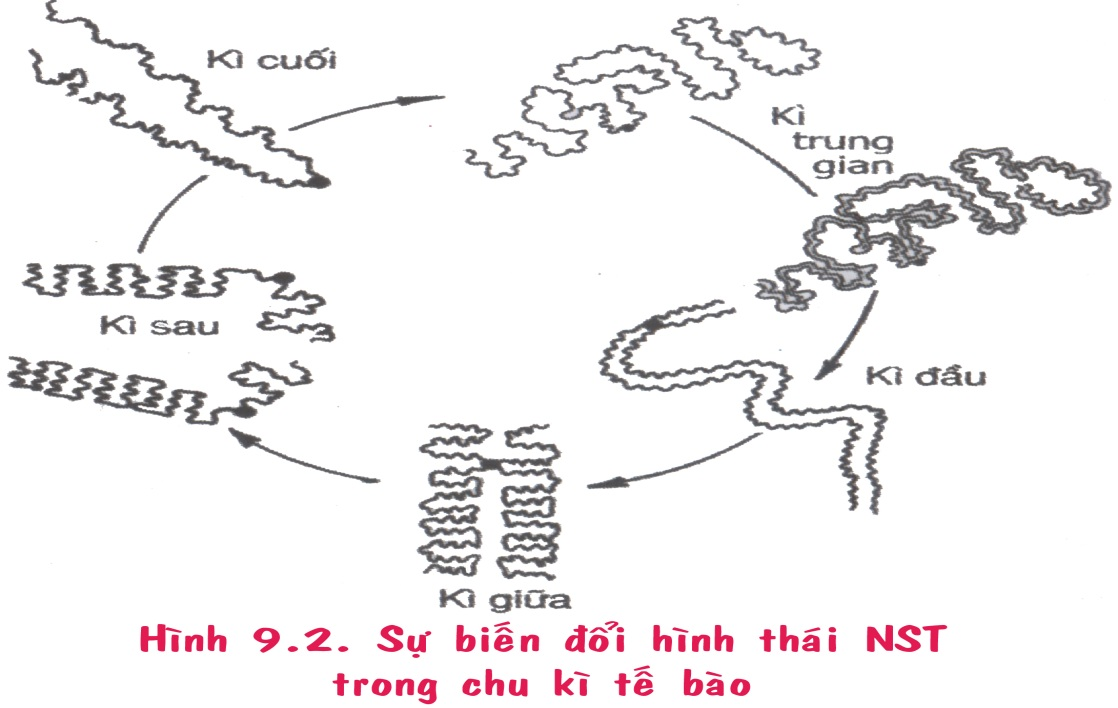 Kì cuối
Kì
trung
gian
Kì sau
Kì đầu
Kì giữa
Hình 9.2. Sự biến đổi hình thái NST
trong chu kì tế bào